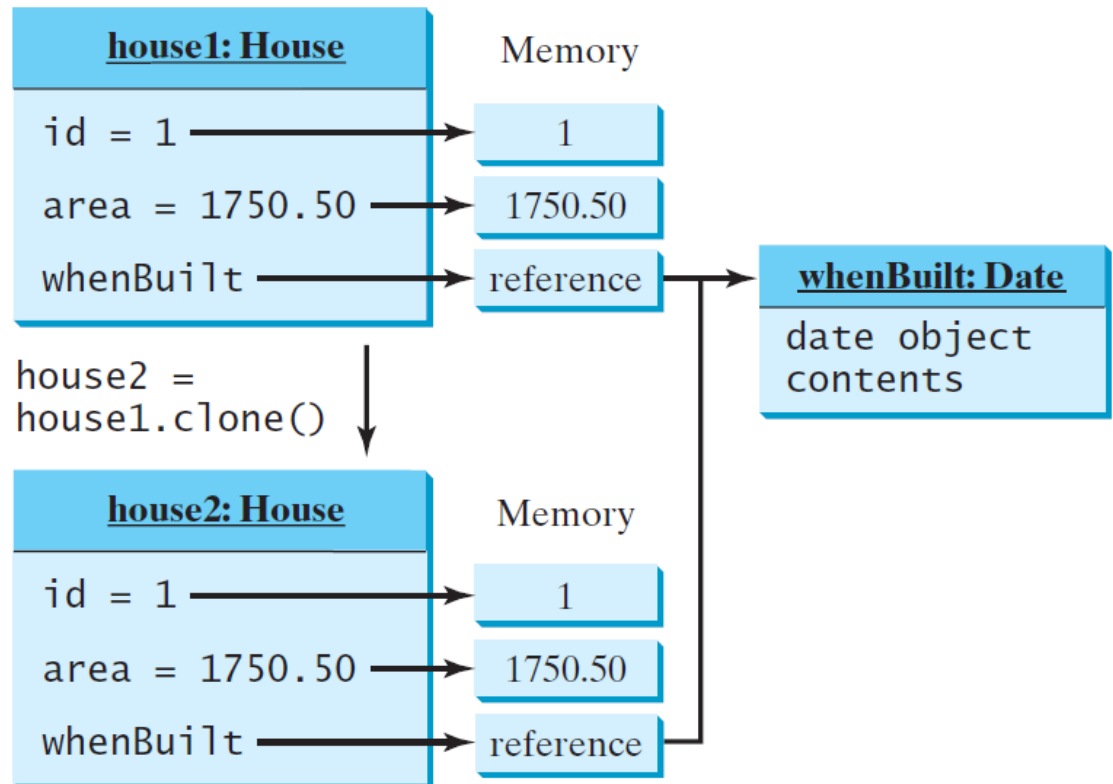 house1: House
Memory
id = 1
1
area = 1750.50
1750.50
whenBuilt
reference
whenBuilt: Date
date object
contents
house2 =
house1.clone()
house2: House
Memory
id = 1
1
area = 1750.50
1750.50
whenBuilt
reference